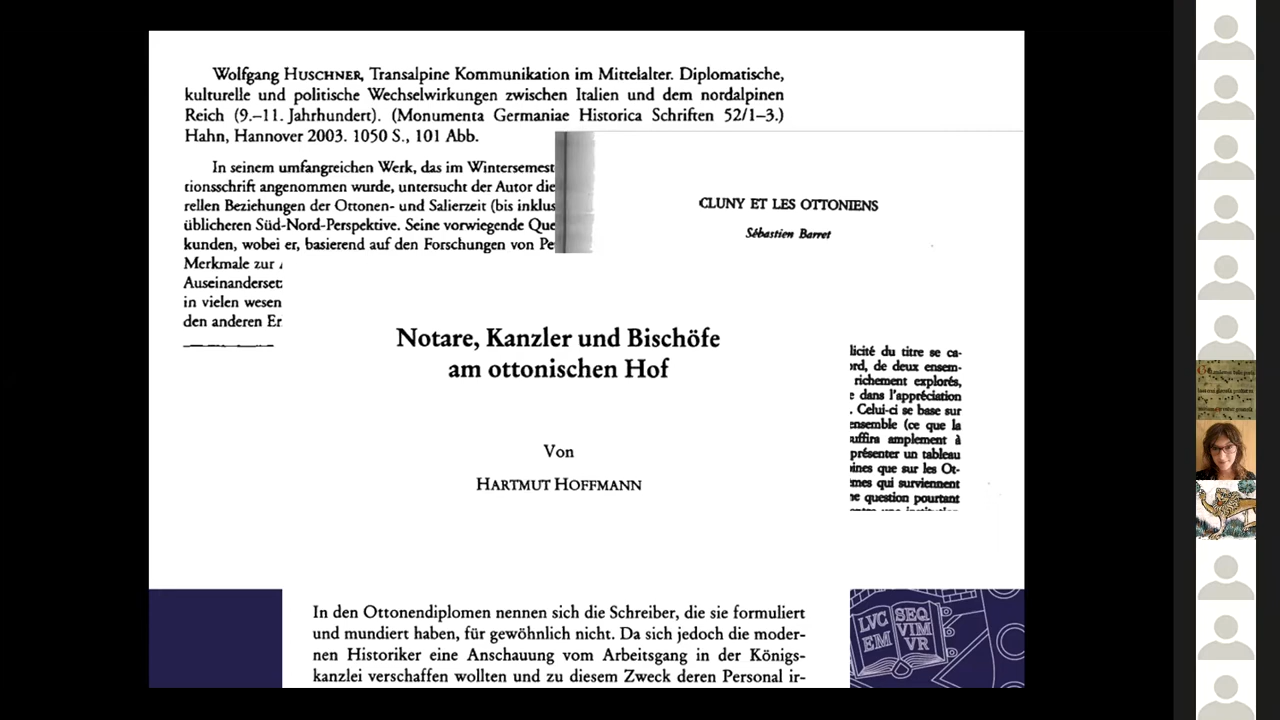 Wolfgang HUSCHNER, Transalpine Kommunikation im Mittelalter. Diplomatische,
kulturelle und politische Wechselwirkungen zwischen Italien und dem nordalpinen
Reich (9.–11. Jahrhundert). (Monumenta Germaniae Historica Schriften 52/1–3.)
Hahn, Hannover 2003. 1050 S., 101 Abb.
In seinem umfangreichen Werk, das im Wintersemest
tionsschrift angenommen wurde, untersucht der Autor die
rellen Beziehungen der Ottonen- und Salierzeit (bis inklus
üblicheren Süd-Nord-Perspektive. Seine vorwiegende Que
kunden, wobei er, basierend auf den Forschungen von Pe
Merkmale zur
Auseinanderset
in vielen wesen
den anderen Er
CLUNY ET LES OTTONIENS
Sébastien Barret
Notare, Kanzler und Bischöfe
am ottonischen Hof
Von
HARTMUT HOFFMANN
licité du titre se ca-
ord, de deux ensem-
richement explorés,
e dans l'appréciation
. Celui-ci se base sur
ensemble (ce que la
suffira amplement à
présenter un tableau
ines que sur les Ot-
mes qui surviennent
ne question pourtant
In den Ottonendiplomen nennen sich die Schreiber, die sie formuliert
und mundiert haben, für gewöhnlich nicht. Da sich jedoch die moder-
nen Historiker eine Anschauung vom Arbeitsgang in der Königs-
kanzlei verschaffen wollten und zu diesem Zweck deren Personal ir-
LVC
EM
SEQ
VIM
VR